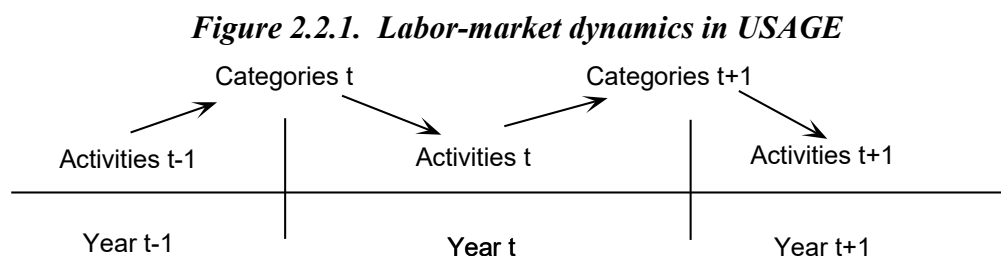 Figure 2.2.1. Labor-market dynamics in USAGE
Categories t
Categories t+1
Activities t-1
Activities t
Activities t+1
Year t-1
Year t
Year t+1